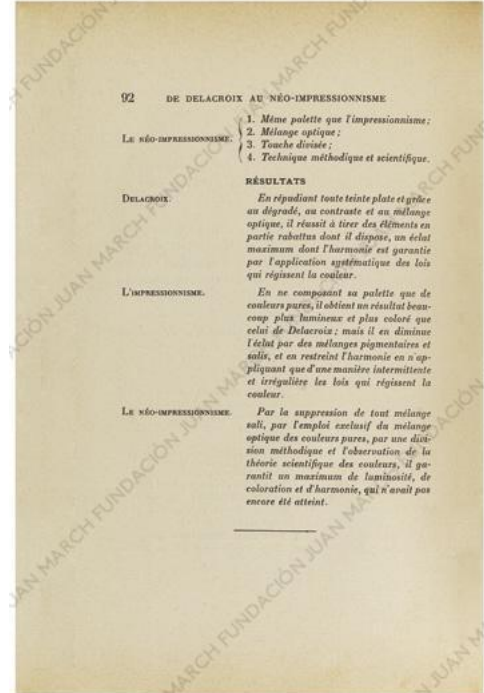 92 DE DELACROIX AU NÉO-IMPRESSIONNISME
LE NÉO-IMPRESSIONNISME.
1. Même palette que l'impressionnisme;
2. Mélange optique;
3. Touche divisée;
4. Technique méthodique et scientifique.
RÉSULTATS
DELACROIX.
En répudiant toute teinte plate et grâce
au dégradé, au contraste et au mélange
optique, il réussit à tirer des éléments en
partie rabattus dont il dispose, un éclat
maximum dont l'harmonie est garantie
par l'application systématique des lois
qui régissent la couleur.
L'IMPRESSIONNISME.
En ne composant sa palette que de
couleurs pures, il obtient un résultat beau-
coup plus lumineux et plus coloré que
celui de Delacroix; mais il en diminue
l'éclat par des mélanges pigmentaires et
salis, et en restreint l'harmonie en n'ap-
pliquant que d'une manière intermittente
et irrégulière les lois qui régissent la
couleur.
LE NÉO-IMPRESSIONNISME.
Par la suppression de tout mélange
sali, par l'emploi exclusif du mélange
optique des couleurs pures, par une divi-
sion méthodique et l'observation de la
théorie scientifique des couleurs, il ga-
rantit un maximum de luminosité, de
coloration et d'harmonie, qui n'avait pas
encore été atteint.
FUNDACIÓN JUAN MARCH